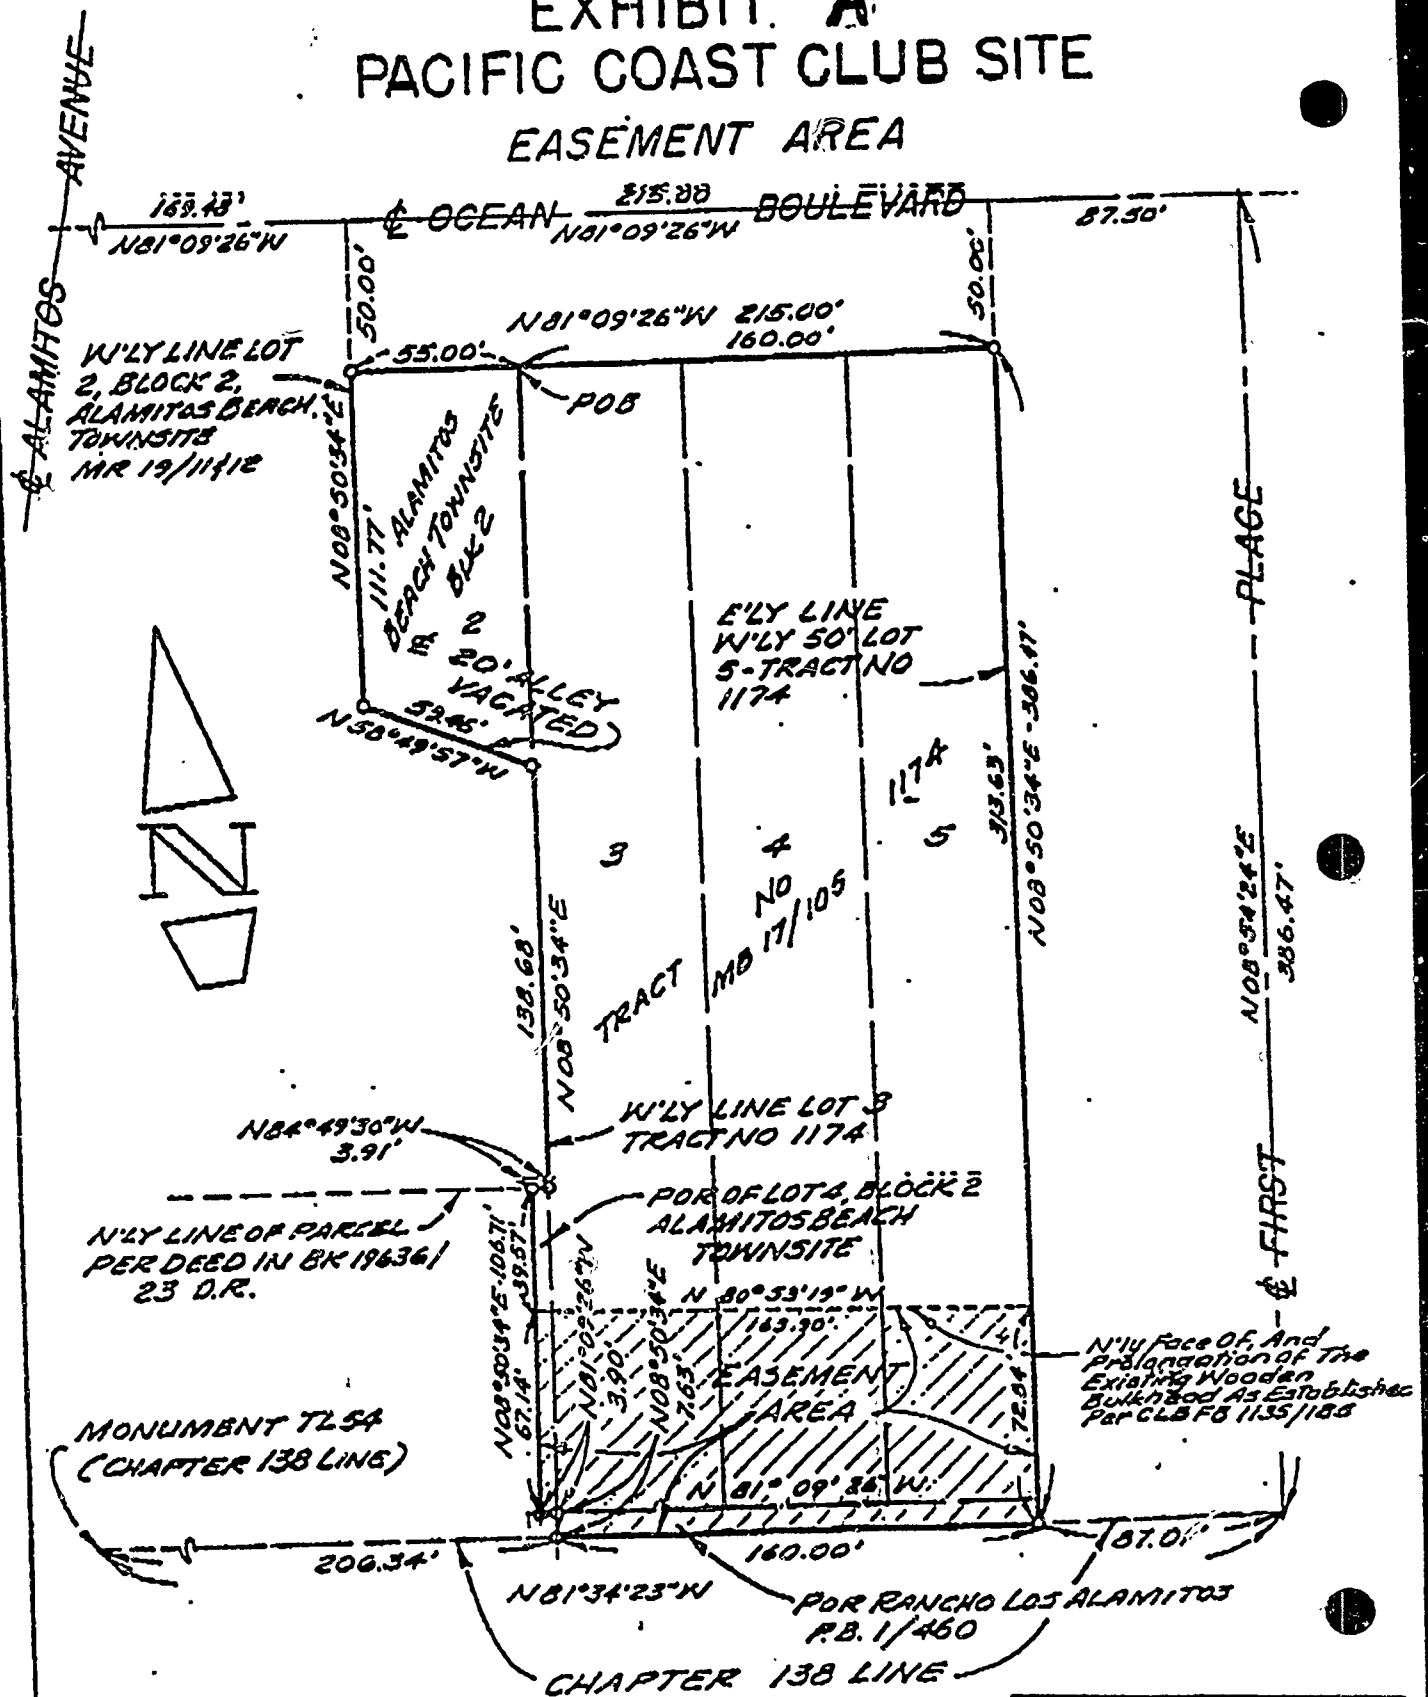 EXHIBIT "A"
PACIFIC COAST CLUB SITE
EASEMENT AREA
AVENUE
169.43'
215.00
℄ OCEAN BOULEVARD
87.50'
N81°09'26"W
N81°09'26"W
50.00'
50.00'
℄ ALAMITOS
N81°09'26"W 215.00'
160.00'
55.00'
POB
W'LY LINE LOT
2, BLOCK 2,
ALAMITOS BEACH
TOWNSITE
MR 19/11&12
N08°50'34"E
111.77'
ALAMITOS
BEACH TOWNSITE
BLK 2
2
20' ALLEY
VACATED
59.46'
N58°49'57"W
E'LY LINE
W'LY 50' LOT
5-TRACT NO
1174
PLACE
117A
313.63'
N08°50'34"E-386.47'
3
4
5
NO
TRACT
MB 17/105
N
138.68'
N08°50'34"E
N08°54'24"E
386.47'
W'LY LINE LOT 3
TRACT NO 1174
N84°49'30"W
3.91'
POR OF LOT 4, BLOCK 2
ALAMITOS BEACH
TOWNSITE
N'LY LINE OF PARCEL
PER DEED IN BK 19636/
23 D.R.
℄ FIRST
N08°50'34"E-106.71'
39.57'
67.14'
N81°09'26"W
3.90'
N08°50'34"E
7.63'
N 80°53'19" W
163.90'
EASEMENT
AREA
72.84'
N'ly Face Of, And
Prolongation of The
Existing Wooden
Bulkhead As Established
Per CLB FB 1135/188
MONUMENT TL54
(CHAPTER 138 LINE)
N 81° 09' 26" W
206.34'
160.00'
87.01'
N81°34'23"W
POR RANCHO LOS ALAMITOS
P.B. 1/460
CHAPTER 138 LINE